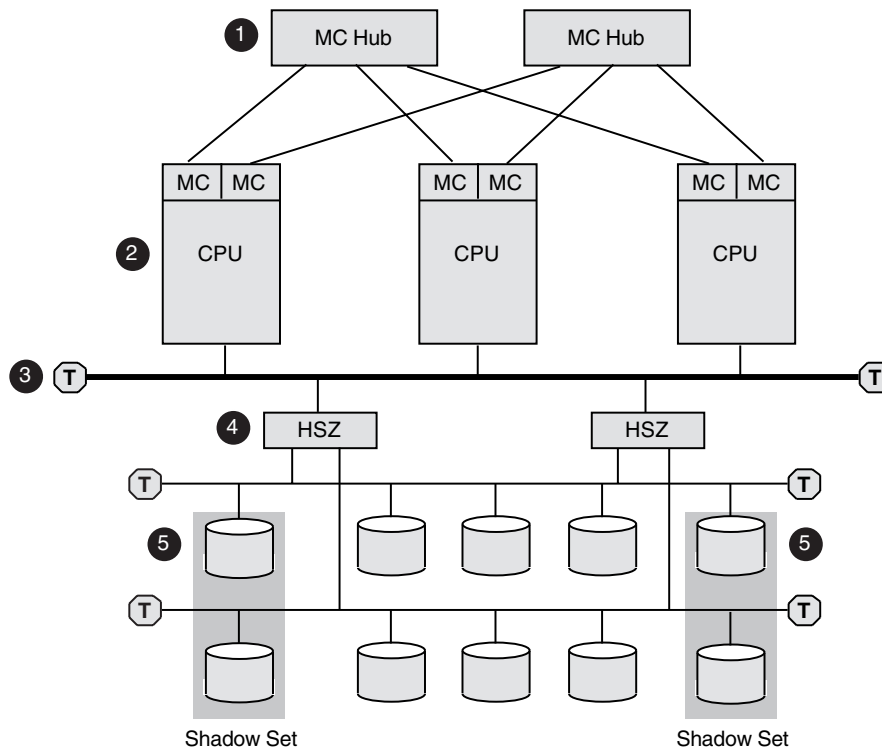 1 MC Hub MC Hub
MC MC MC MC MC MC
2 CPU CPU CPU
3 T T
4 HSZ HSZ
T T
5 5
T T
Shadow Set Shadow Set